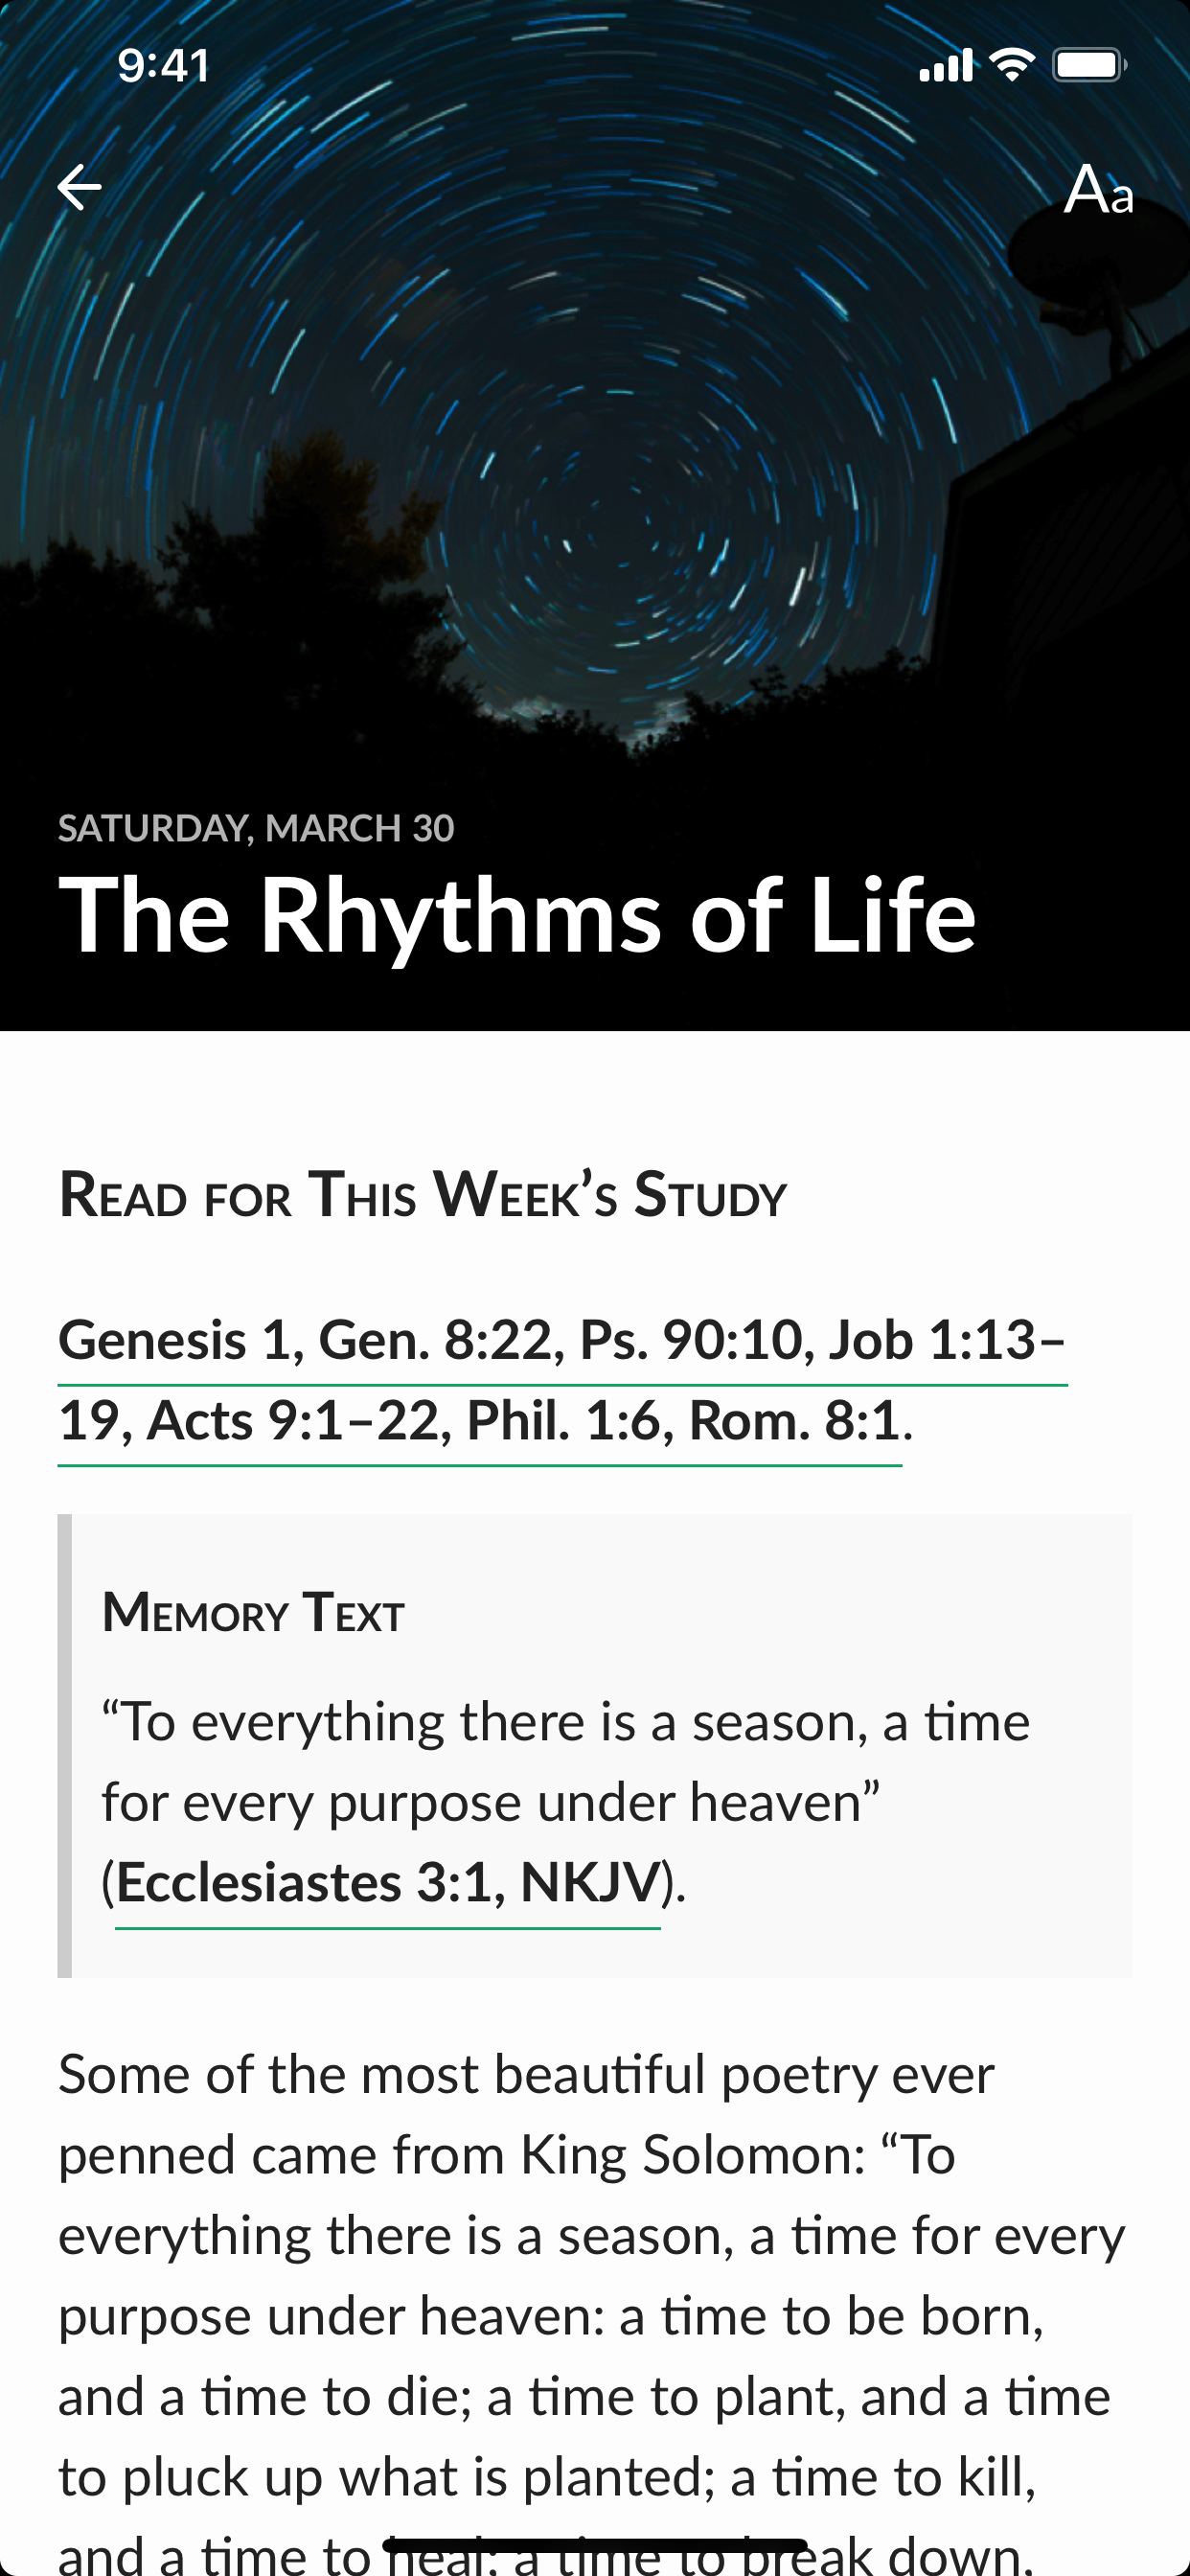 9:41
Aa
SATURDAY, MARCH 30
The Rhythms of Life
Read for This Week’s Study
Genesis 1, Gen. 8:22, Ps. 90:10, Job 1:13–
19, Acts 9:1–22, Phil. 1:6, Rom. 8:1.
Memory Text
“To everything there is a season, a time
for every purpose under heaven”
(Ecclesiastes 3:1, NKJV).
Some of the most beautiful poetry ever
penned came from King Solomon: “To
everything there is a season, a time for every
purpose under heaven: a time to be born,
and a time to die; a time to plant, and a time
to pluck up what is planted; a time to kill,
and a time to heal; a time to break down,